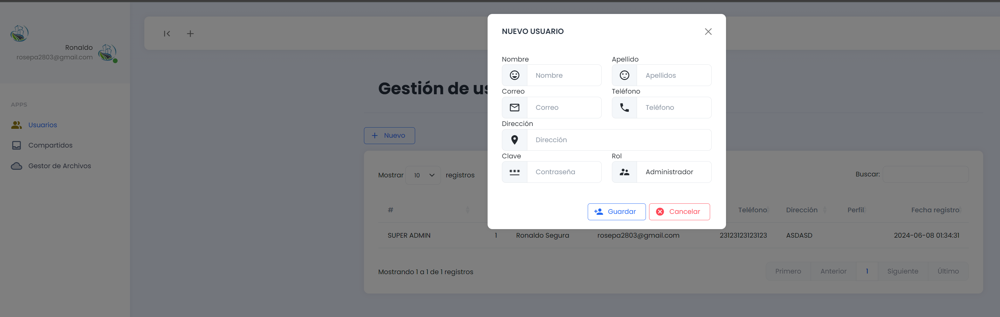 Ronaldo
rosepa2803@gmail.com
APPS
Usuarios
Compartidos
Gestor de Archivos
Gestión de us
Nuevo
Mostrar 10 registros
Buscar:
# Teléfono Dirección Perfil Fecha registro
SUPER ADMIN 1 Ronaldo Segura rosepa2803@gmail.com 23123123123123 ASDASD 2024-06-08 01:34:31
Mostrando 1 a 1 de 1 registros
Primero Anterior 1 Siguiente Último
NUEVO USUARIO
Nombre Apellido
Nombre Apellidos
Correo Teléfono
Correo Teléfono
Dirección
Dirección
Clave Rol
*** Contraseña Administrador
Guardar Cancelar